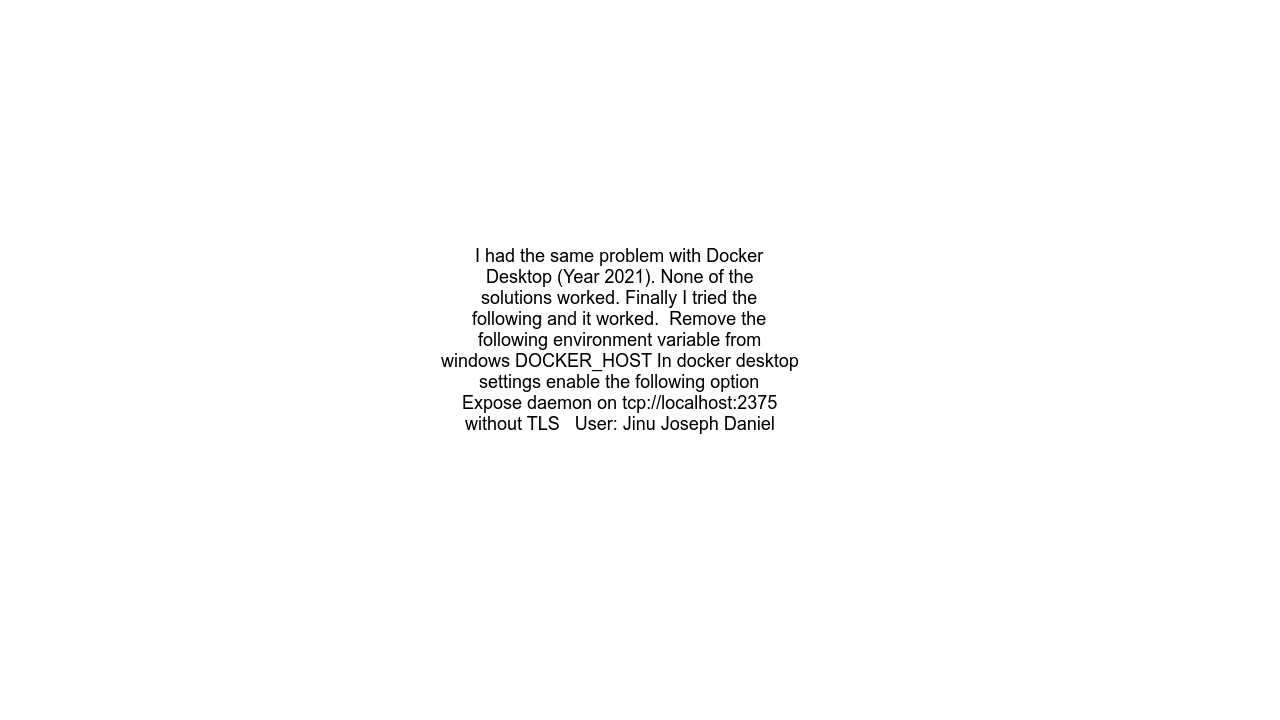 I had the same problem with Docker
Desktop (Year 2021). None of the
solutions worked. Finally I tried the
following and it worked.  Remove the
following environment variable from
windows DOCKER_HOST In docker desktop
settings enable the following option
Expose daemon on tcp://localhost:2375
without TLS   User: Jinu Joseph Daniel